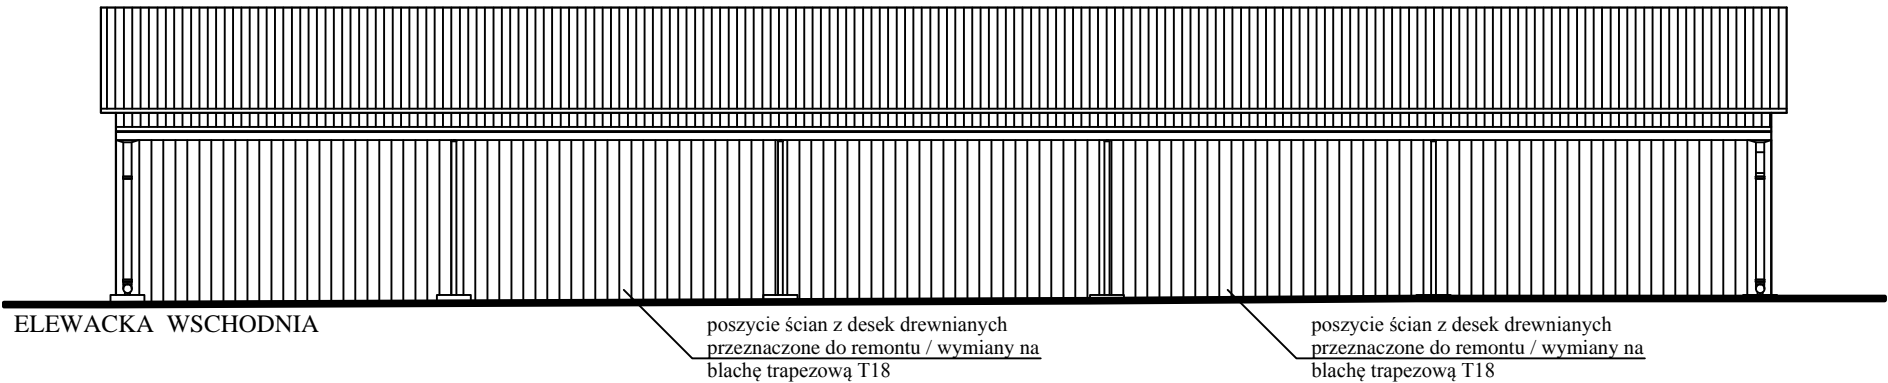 ELEWACKA WSCHODNIA
poszycie ścian z desek drewnianych
przeznaczone do remontu / wymiany na
blachę trapezową T18
poszycie ścian z desek drewnianych
przeznaczone do remontu / wymiany na
blachę trapezową T18